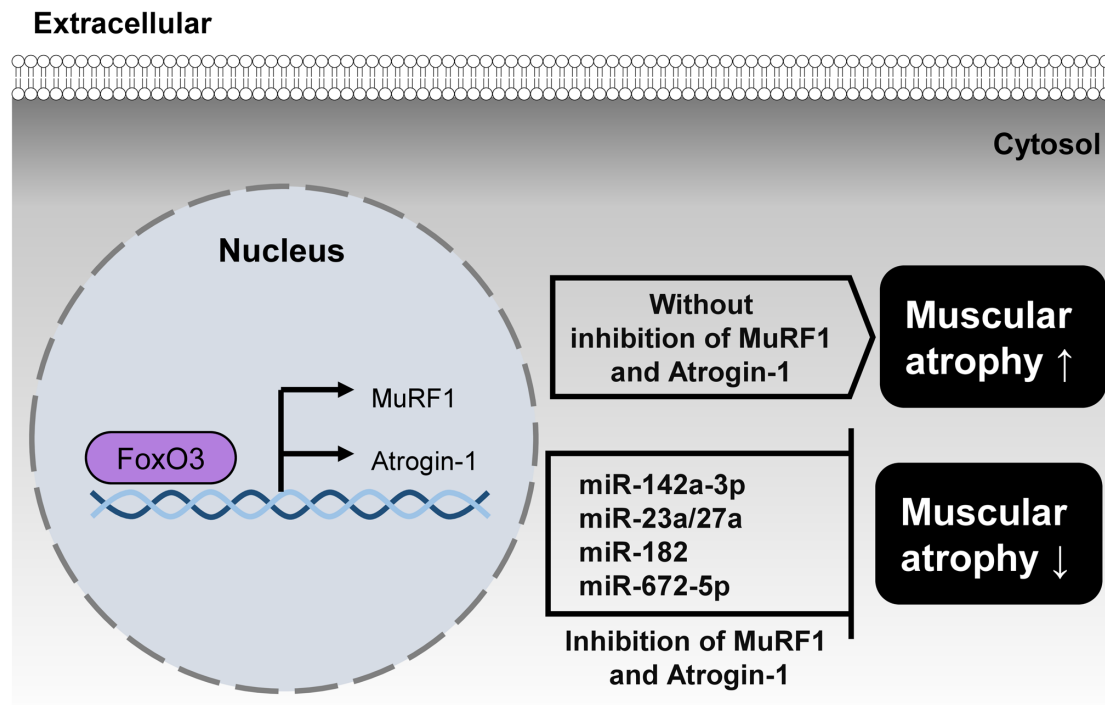 Extracellular
Cytosol
Nucleus
MuRF1
FoxO3
Atrogin-1
Without
inhibition of MuRF1
and Atrogin-1
Muscular
atrophy ↑
miR-142a-3p
miR-23a/27a
miR-182
miR-672-5p
Inhibition of MuRF1
and Atrogin-1
Muscular
atrophy ↓